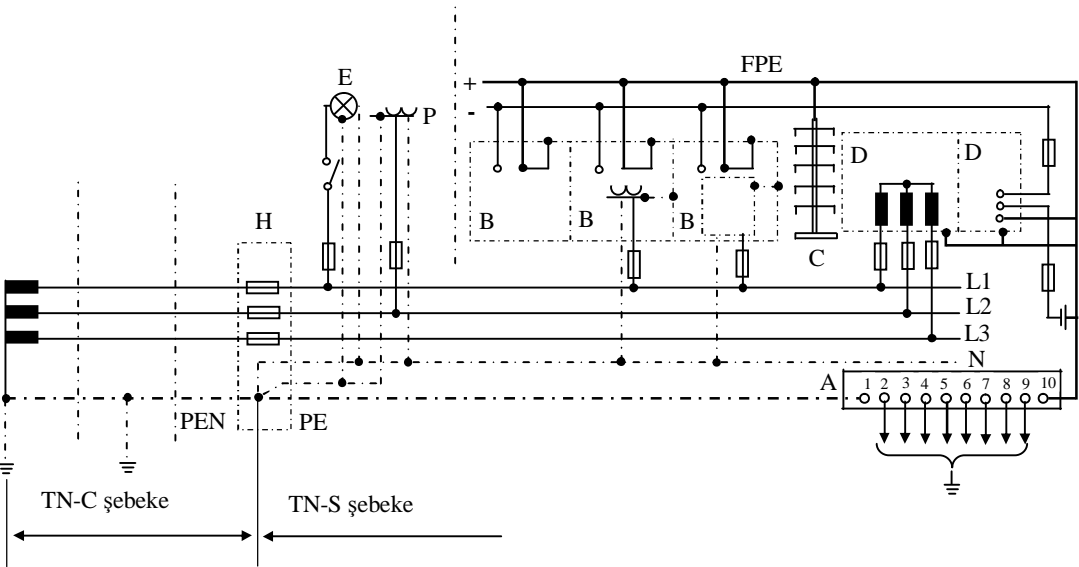 FPE
E
+
P
-
D
D
B
B
B
H
C
L1
L2
L3
N
A
1 2 3 4 5 6 7 8 9 10
PEN
PE
TN-C şebeke
TN-S şebeke